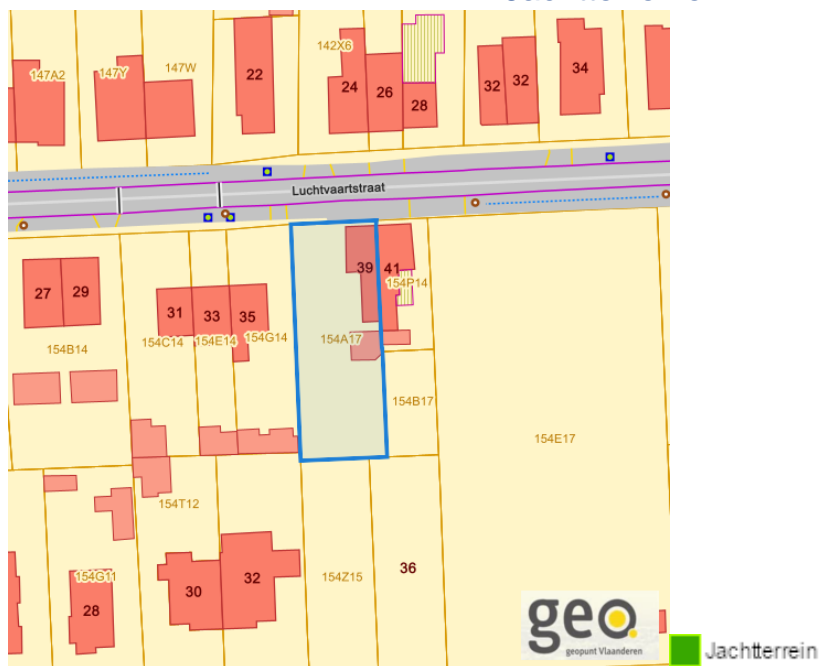 147A2
147Y
147W
22
142X6
24
26
28
32
32
34
Luchtvaartstraat
27
29
31
33
35
39
41
154P14
154B14
154C14
154E14
154G14
154A17
154B17
154E17
154T12
154G11
28
30
32
154Z15
36
geo
geopunt Vlaanderen
Jachtterrein